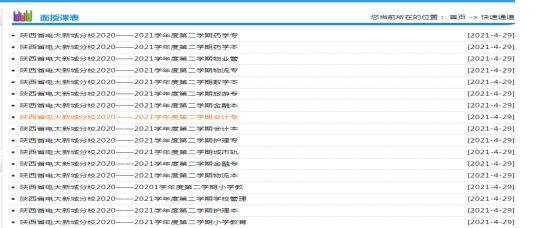 面授课表 您当前所在的位置： 首页 -> 快速通道
• 陕西省电大新城分校2020——2021学年度第二学期药学专 [2021-4-29]
• 陕西省电大新城分校2020——2021学年度第二学期药学本 [2021-4-29]
• 陕西省电大新城分校2020——2021学年度第二学期物业管 [2021-4-29]
• 陕西省电大新城分校2020——2021学年度第二学期物流专 [2021-4-29]
• 陕西省电大新城分校2020——2021学年度第二学期数学本 [2021-4-29]
• 陕西省电大新城分校2020——2021学年度第二学期旅游专 [2021-4-29]
• 陕西省电大新城分校2020——2021学年度第二学期金融本 [2021-4-29]
• 陕西省电大新城分校2020——2021学年度第二学期会计专 [2021-4-29]
• 陕西省电大新城分校2020——2021学年度第二学期会计本 [2021-4-29]
• 陕西省电大新城分校2020——2021学年度第二学期护理专 [2021-4-29]
• 陕西省电大新城分校2020——2021学年度第二学期城市轨 [2021-4-29]
• 陕西省电大新城分校2020——2021学年度第二学期金融专 [2021-4-29]
• 陕西省电大新城分校2020——2021学年度第二学期物流本 [2021-4-29]
• 陕西省电大新城分校2020——20201学年度第二学期小学教 [2021-4-29]
• 陕西省电大新城分校2020——2021学年度第二学期学校管理 [2021-4-29]
• 陕西省电大新城分校2020——2021学年度第二学期护理本 [2021-4-29]
• 陕西省电大新城分校2020——2021学年度第二学期小学教育 [2021-4-29]